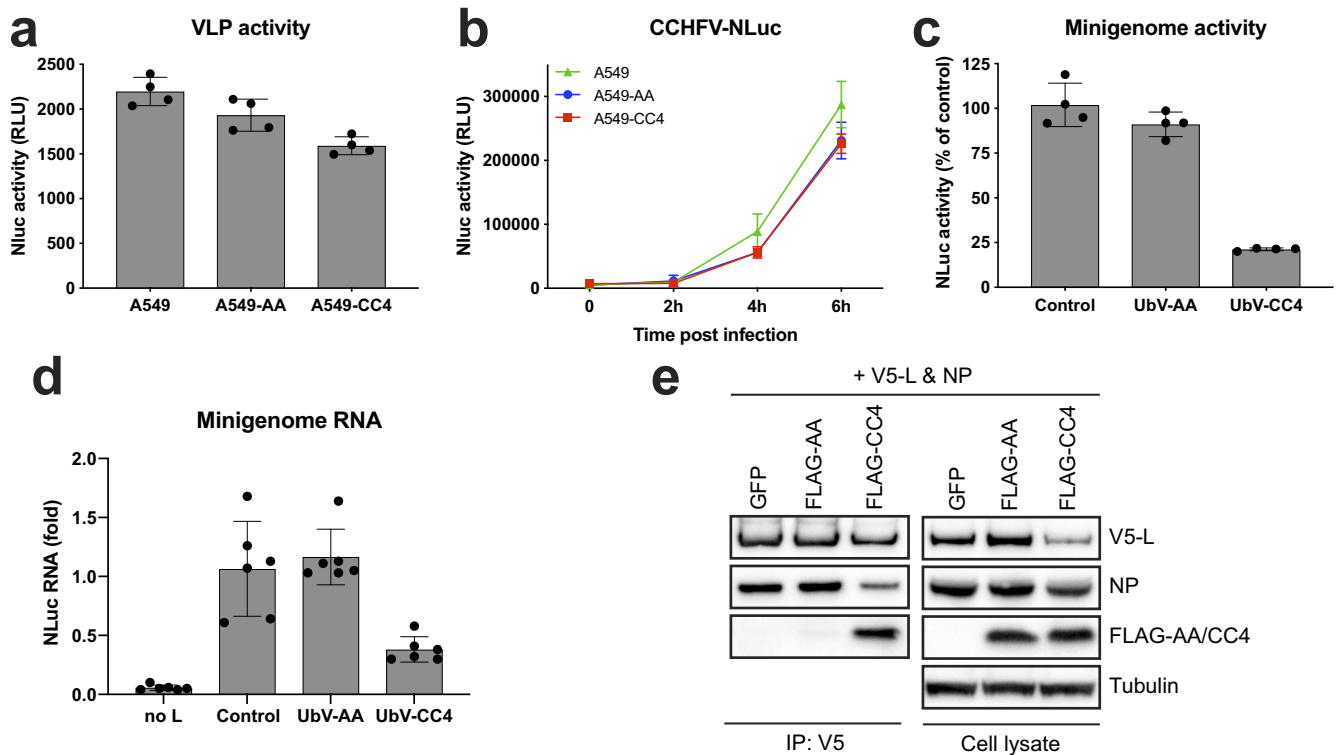 a
VLP activity
Nluc activity (RLU)
2500
2000
1500
1000
500
0
A549
A549-AA
A549-CC4
b
CCHFV-NLuc
Nluc activity (RLU)
300000
200000
100000
0
A549
A549-AA
A549-CC4
0
2h
4h
6h
Time post infection
c
Minigenome activity
NLuc activity (% of control)
125
100
75
50
25
0
Control
UbV-AA
UbV-CC4
d
Minigenome RNA
NLuc RNA (fold)
2.0
1.5
1.0
0.5
0.0
no L
Control
UbV-AA
UbV-CC4
e
+ V5-L & NP
GFP
FLAG-AA
FLAG-CC4
GFP
FLAG-AA
FLAG-CC4
V5-L
NP
FLAG-AA/CC4
Tubulin
IP: V5
Cell lysate